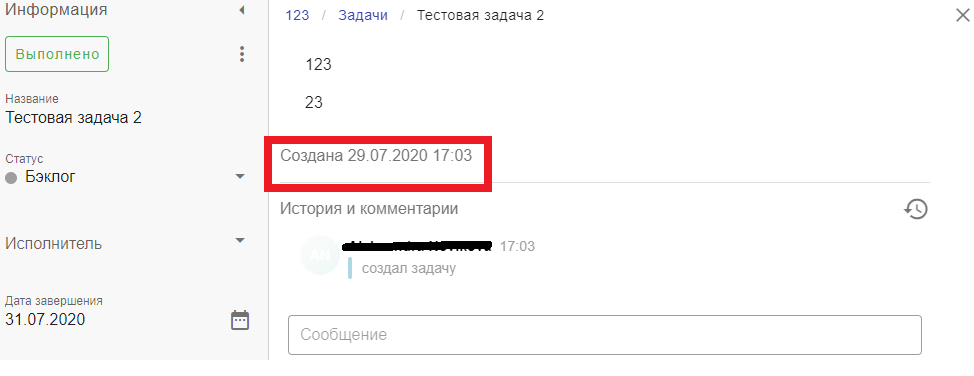 Информация
Выполнено
Название
Тестовая задача 2
Статус
Бэклог
Исполнитель
Дата завершения
31.07.2020
123 / Задачи / Тестовая задача 2
123
23
Создана 29.07.2020 17:03
История и комментарии
AN
17:03
создал задачу
Сообщение